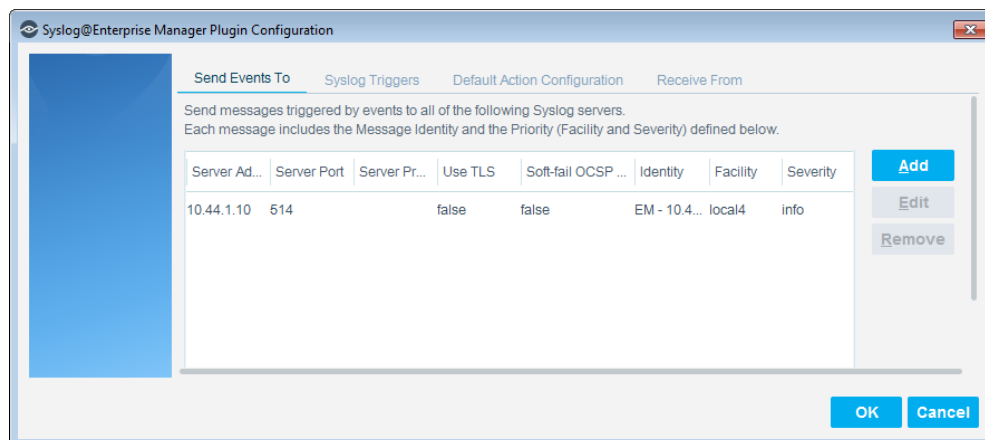 Syslog@Enterprise Manager Plugin Configuration
Send Events To Syslog Triggers Default Action Configuration Receive From
Send messages triggered by events to all of the following Syslog servers.
Each message includes the Message Identity and the Priority (Facility and Severity) defined below.
Server Ad... Server Port Server Pr... Use TLS Soft-fail OCSP ... Identity Facility Severity
10.44.1.10 514 false false EM - 10.4... local4 info
Add
Edit
Remove
OK Cancel